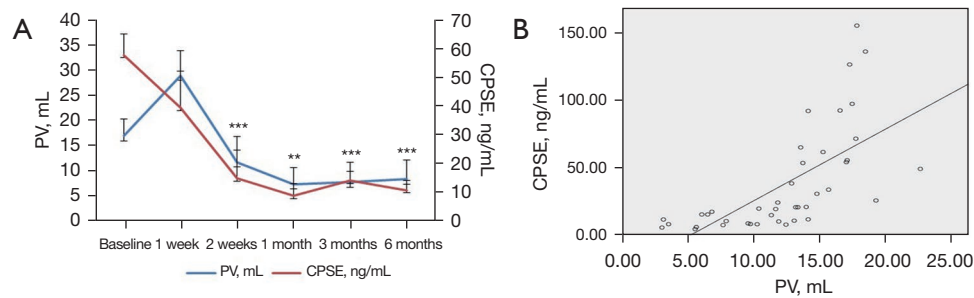 A
B
40
35
30
25
20
15
10
5
0
PV, mL
70
60
50
40
30
20
10
0
CPSE, ng/mL
***
**
***
***
Baseline 1 week 2 weeks 1 month 3 months 6 months
PV, mL CPSE, ng/mL
150.00
100.00
50.00
0.00
CPSE, ng/mL
0.00 5.00 10.00 15.00 20.00 25.00
PV, mL